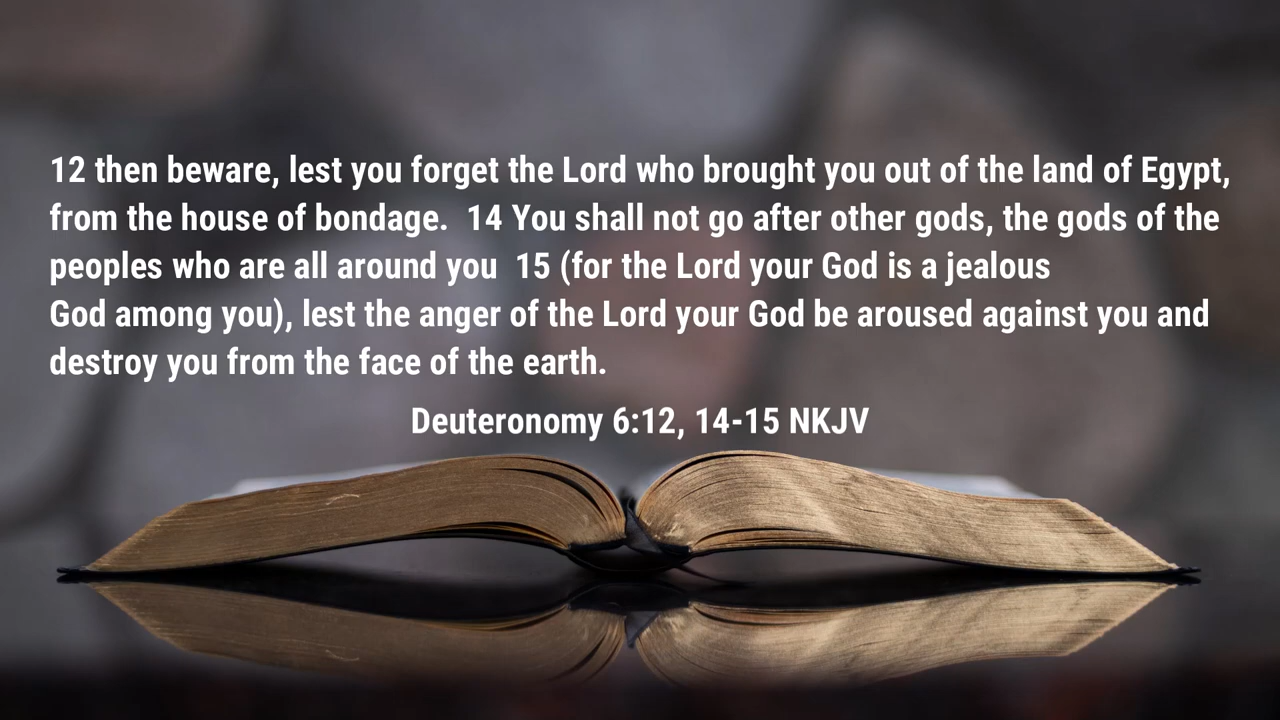 12 then beware, lest you forget the Lord who brought you out of the land of Egypt,
from the house of bondage.  14 You shall not go after other gods, the gods of the
peoples who are all around you  15 (for the Lord your God is a jealous
God among you), lest the anger of the Lord your God be aroused against you and
destroy you from the face of the earth.
Deuteronomy 6:12, 14-15 NKJV